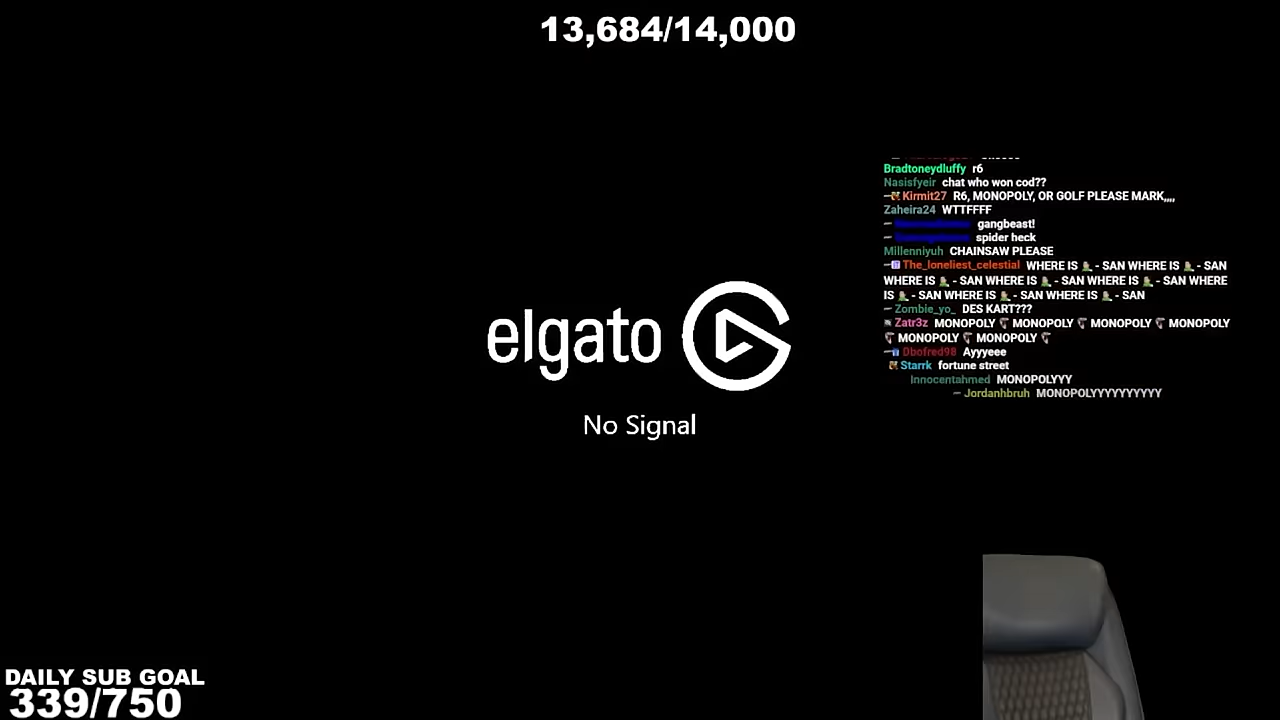 13,684/14,000
Bradtoneydluffy r6
Nasisfyeir chat who won cod??
Kirmit27 R6, MONOPOLY, OR GOLF PLEASE MARK,,,,
Zaheira24 WTTFFFF
gangbeast!
spider heck
Millenniyuh CHAINSAW PLEASE
The_loneliest_celestial WHERE IS - SAN WHERE IS - SAN
WHERE IS - SAN WHERE IS - SAN WHERE IS - SAN WHERE
IS - SAN WHERE IS - SAN WHERE IS - SAN
Zombie_yo_ DES KART???
Zatr3z MONOPOLY MONOPOLY MONOPOLY MONOPOLY
MONOPOLY MONOPOLY
Dbofred98 Ayyyeee
Starrk fortune street
Innocentahmed MONOPOLYYY
Jordanhbruh MONOPOLYYYYYYYYYY
elgato
No Signal
DAILY SUB GOAL
339/750